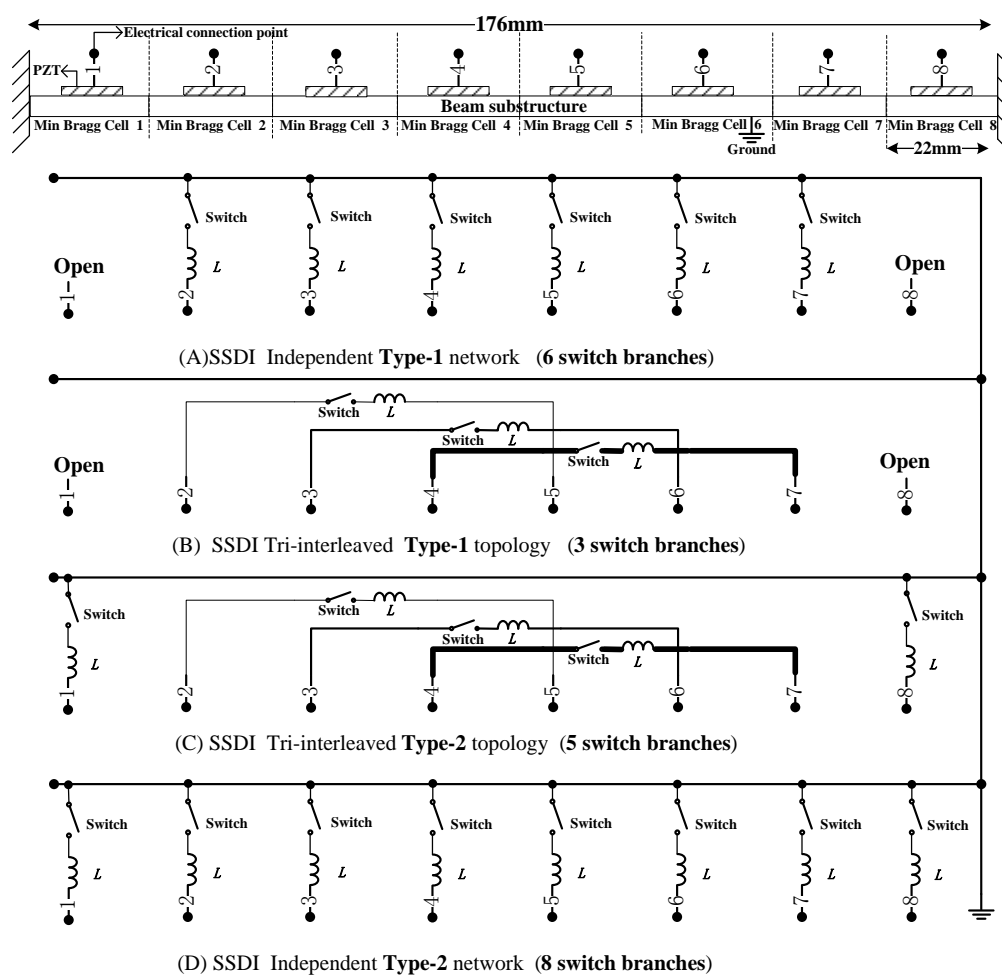 176mm
Electrical connection point
PZT
1 2 3 4 5 6 7 8
Beam substructure
Min Bragg Cell 1 Min Bragg Cell 2 Min Bragg Cell 3 Min Bragg Cell 4 Min Bragg Cell 5 Min Bragg Cell 6 Min Bragg Cell 7 Min Bragg Cell 8
Ground
22mm
Switch Switch Switch Switch Switch Switch
Open L L L L L L Open
1 2 3 4 5 6 7 8
(A)SSDI Independent Type-1 network (6 switch branches)
Switch L
Switch L
Switch L
Open Open
1 2 3 4 5 6 7 8
(B) SSDI Tri-interleaved Type-1 topology (3 switch branches)
Switch L Switch
Switch L
Switch L
L L
1 2 3 4 5 6 7 8
(C) SSDI Tri-interleaved Type-2 topology (5 switch branches)
Switch Switch Switch Switch Switch Switch Switch Switch
L L L L L L L L
1 2 3 4 5 6 7 8
(D) SSDI Independent Type-2 network (8 switch branches)